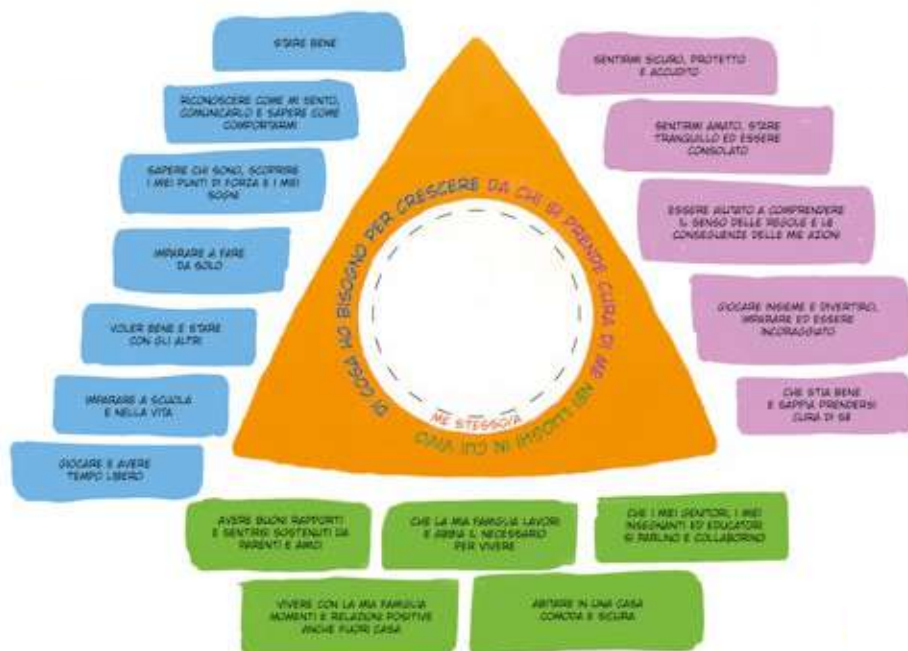 STARE BENE
RICONOSCERE COME MI SENTO,
COMUNICARLO E SAPERE COME
COMPORTARMI
SAPERE CHI SONO, SCOPRIRE
I MIEI PUNTI DI FORZA E I MIEI
SOGNI
IMPARARE A FARE
DA SOLO
VOLER BENE E STARE
CON GLI ALTRI
IMPARARE A SCUOLA
E NELLA VITA
GIOCARE E AVERE
TEMPO LIBERO
DI COSA HO BISOGNO PER CRESCERE
DA CHI SI PRENDE CURA DI ME
NEI LUOGHI IN CUI VIVO
ME STESSO/A
SENTIRMI SICURO, PROTETTO
E ACCUDITO
SENTIRMI AMATO, STARE
TRANQUILLO ED ESSERE
CONSOLATO
ESSERE AIUTATO A COMPRENDERE
IL SENSO DELLE REGOLE E LE
CONSEGUENZE DELLE MIE AZIONI
GIOCARE INSIEME E DIVERTIRCI,
IMPARARE ED ESSERE
INCORAGGIATO
CHE STIA BENE
E SAPPIA PRENDERSI
CURA DI SÉ
AVERE BUONI RAPPORTI
E SENTIRSI SOSTENUTI DA
PARENTI E AMICI
CHE LA MIA FAMIGLIA LAVORI
E ABBIA IL NECESSARIO
PER VIVERE
CHE I MIEI GENITORI, I MIEI
INSEGNANTI ED EDUCATORI
SI PARLINO E COLLABORINO
VIVERE CON LA MIA FAMIGLIA
MOMENTI E RELAZIONI POSITIVE
ANCHE FUORI CASA
ABITARE IN UNA CASA
COMODA E SICURA